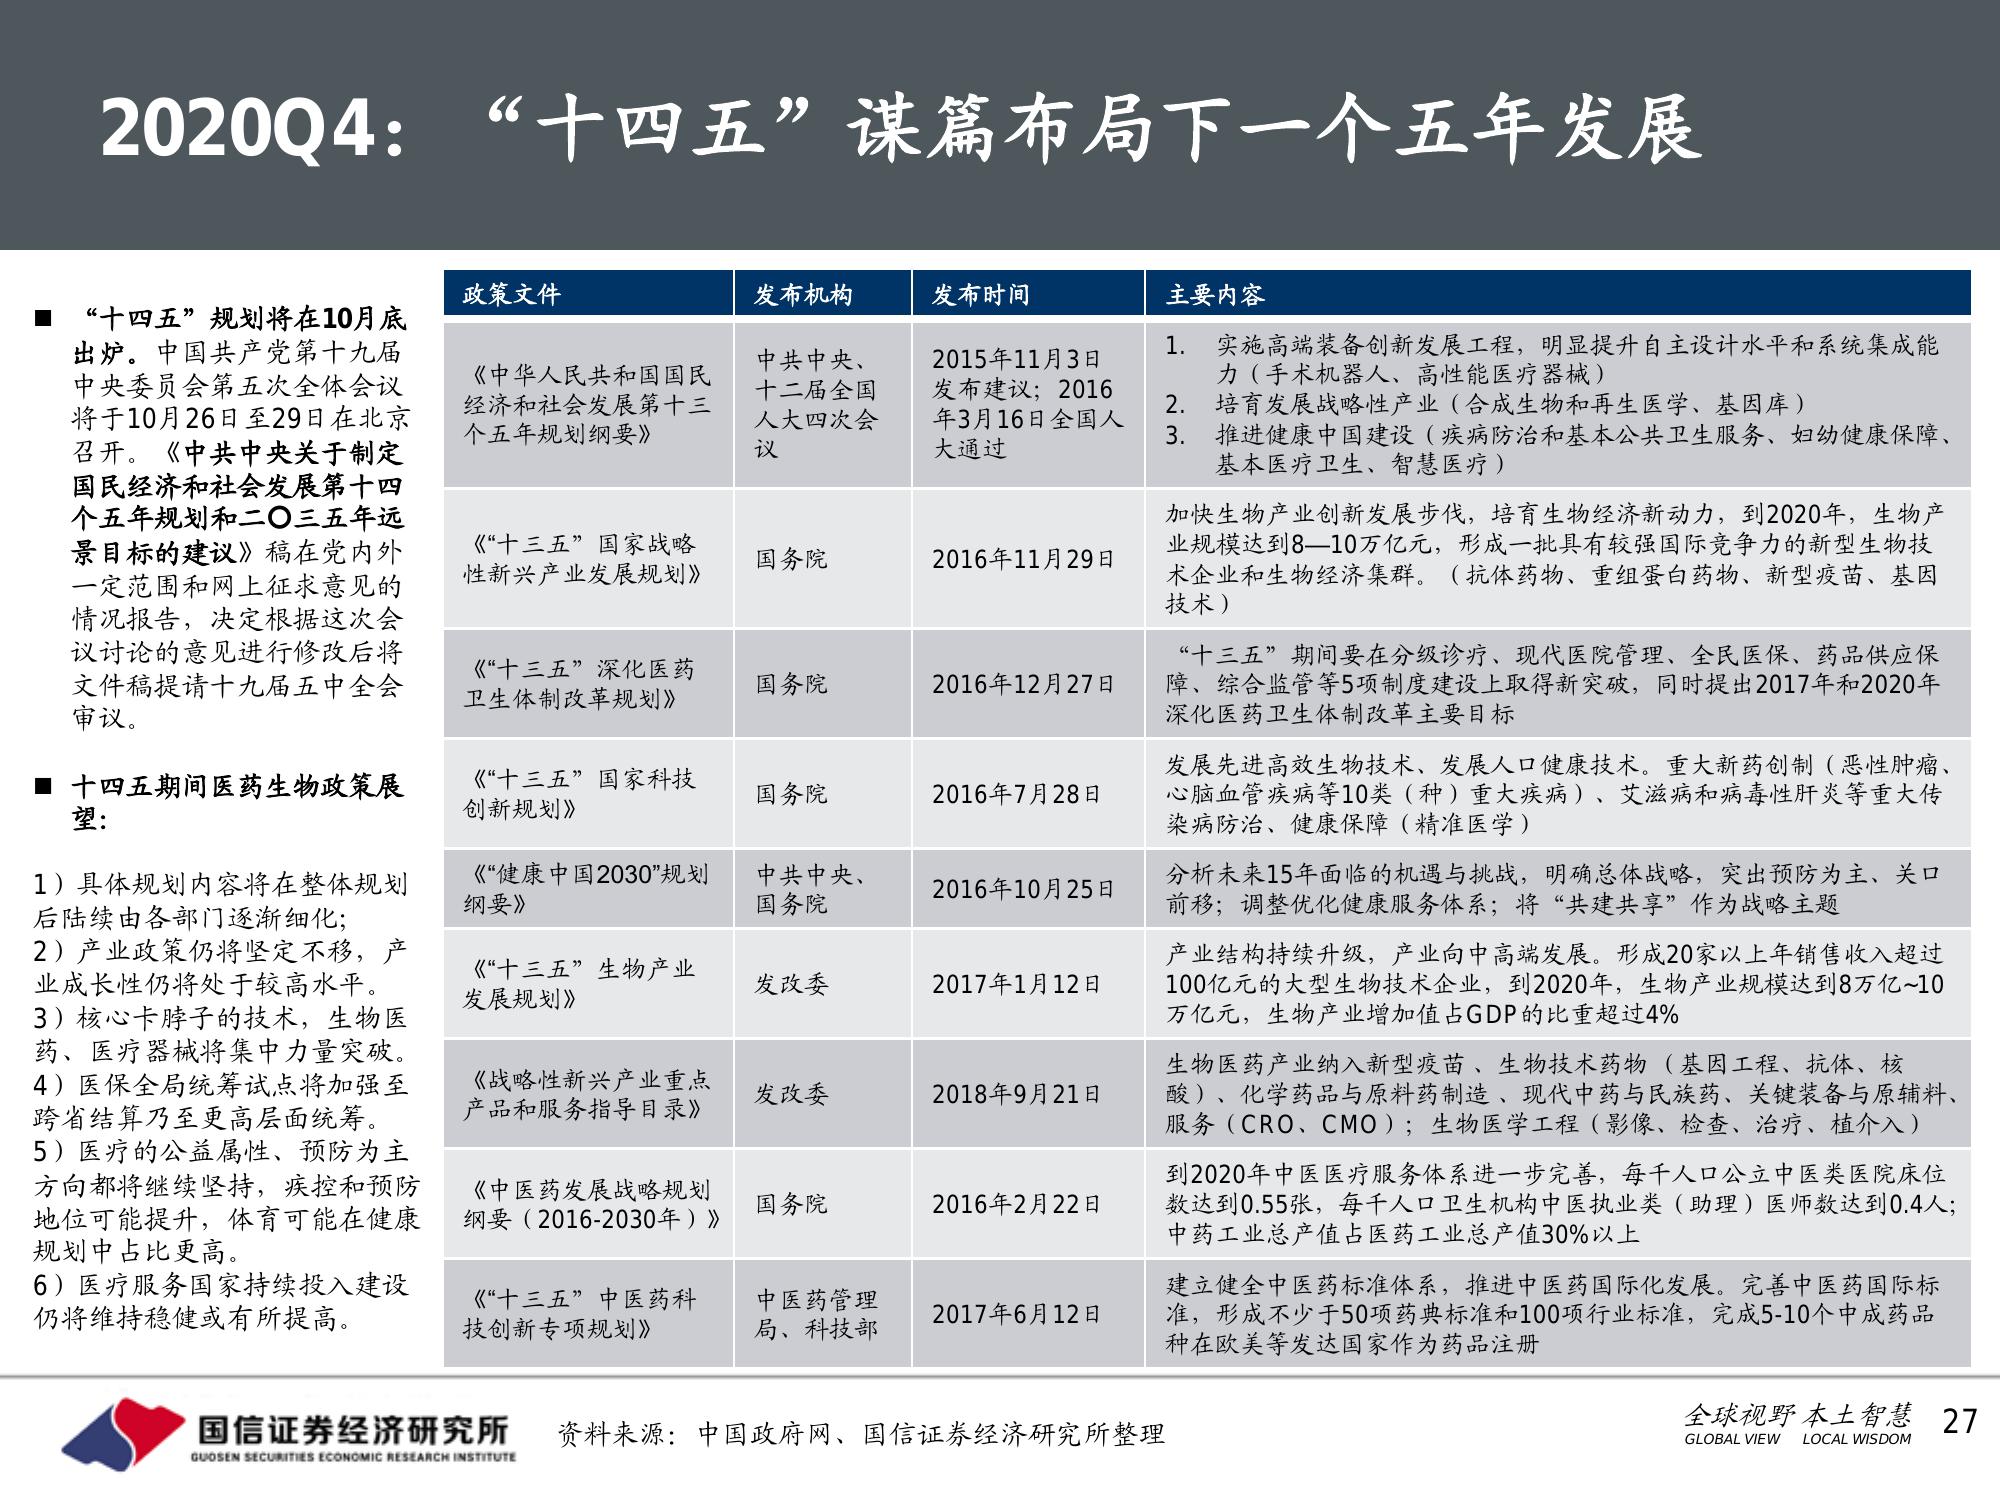 2020Q4：“十四五”谋篇布局下一个五年发展
■ “十四五”规划将在10月底
出炉。中国共产党第十九届
中央委员会第五次全体会议
将于10月26日至29日在北京
召开。《中共中央关于制定
国民经济和社会发展第十四
个五年规划和二〇三五年远
景目标的建议》稿在党内外
一定范围和网上征求意见的
情况报告，决定根据这次会
议讨论的意见进行修改后将
文件稿提请十九届五中全会
审议。
■ 十四五期间医药生物政策展
望：
1）具体规划内容将在整体规划
后陆续由各部门逐渐细化；
2）产业政策仍将坚定不移，产
业成长性仍将处于较高水平。
3）核心卡脖子的技术，生物医
药、医疗器械将集中力量突破。
4）医保全局统筹试点将加强至
跨省结算乃至更高层面统筹。
5）医疗的公益属性、预防为主
方向都将继续坚持，疾控和预防
地位可能提升，体育可能在健康
规划中占比更高。
6）医疗服务国家持续投入建设
仍将维持稳健或有所提高。
政策文件 发布机构 发布时间 主要内容
《中华人民共和国国民
经济和社会发展第十三
个五年规划纲要》
中共中央、
十二届全国
人大四次会
议
2015年11月3日
发布建议；2016
年3月16日全国人
大通过
1. 实施高端装备创新发展工程，明显提升自主设计水平和系统集成能
力（手术机器人、高性能医疗器械）
2. 培育发展战略性产业（合成生物和再生医学、基因库）
3. 推进健康中国建设（疾病防治和基本公共卫生服务、妇幼健康保障、
基本医疗卫生、智慧医疗）
《“十三五”国家战略
性新兴产业发展规划》
国务院
2016年11月29日
加快生物产业创新发展步伐，培育生物经济新动力，到2020年，生物产
业规模达到8—10万亿元，形成一批具有较强国际竞争力的新型生物技
术企业和生物经济集群。（抗体药物、重组蛋白药物、新型疫苗、基因
技术）
《“十三五”深化医药
卫生体制改革规划》
国务院
2016年12月27日
“十三五”期间要在分级诊疗、现代医院管理、全民医保、药品供应保
障、综合监管等5项制度建设上取得新突破，同时提出2017年和2020年
深化医药卫生体制改革主要目标
《“十三五”国家科技
创新规划》
国务院
2016年7月28日
发展先进高效生物技术、发展人口健康技术。重大新药创制（恶性肿瘤、
心脑血管疾病等10类（种）重大疾病）、艾滋病和病毒性肝炎等重大传
染病防治、健康保障（精准医学）
《“健康中国2030”规划
纲要》
中共中央、
国务院
2016年10月25日
分析未来15年面临的机遇与挑战，明确总体战略，突出预防为主、关口
前移；调整优化健康服务体系；将“共建共享”作为战略主题
《“十三五”生物产业
发展规划》
发改委
2017年1月12日
产业结构持续升级，产业向中高端发展。形成20家以上年销售收入超过
100亿元的大型生物技术企业，到2020年，生物产业规模达到8万亿~10
万亿元，生物产业增加值占GDP的比重超过4%
《战略性新兴产业重点
产品和服务指导目录》
发改委
2018年9月21日
生物医药产业纳入新型疫苗 、生物技术药物 （基因工程、抗体、核
酸）、化学药品与原料药制造 、现代中药与民族药、关键装备与原辅料、
服务（CRO、CMO）；生物医学工程（影像、检查、治疗、植介入）
《中医药发展战略规划
纲要（2016-2030年）》
国务院
2016年2月22日
到2020年中医医疗服务体系进一步完善，每千人口公立中医类医院床位
数达到0.55张，每千人口卫生机构中医执业类（助理）医师数达到0.4人；
中药工业总产值占医药工业总产值30%以上
《“十三五”中医药科
技创新专项规划》
中医药管理
局、科技部
2017年6月12日
建立健全中医药标准体系，推进中医药国际化发展。完善中医药国际标
准，形成不少于50项药典标准和100项行业标准，完成5-10个中成药品
种在欧美等发达国家作为药品注册
国信证券经济研究所
GUOSEN SECURITIES ECONOMIC RESEARCH INSTITUTE
资料来源：中国政府网、国信证券经济研究所整理
全球视野 本土智慧
GLOBAL VIEW LOCAL WISDOM
27